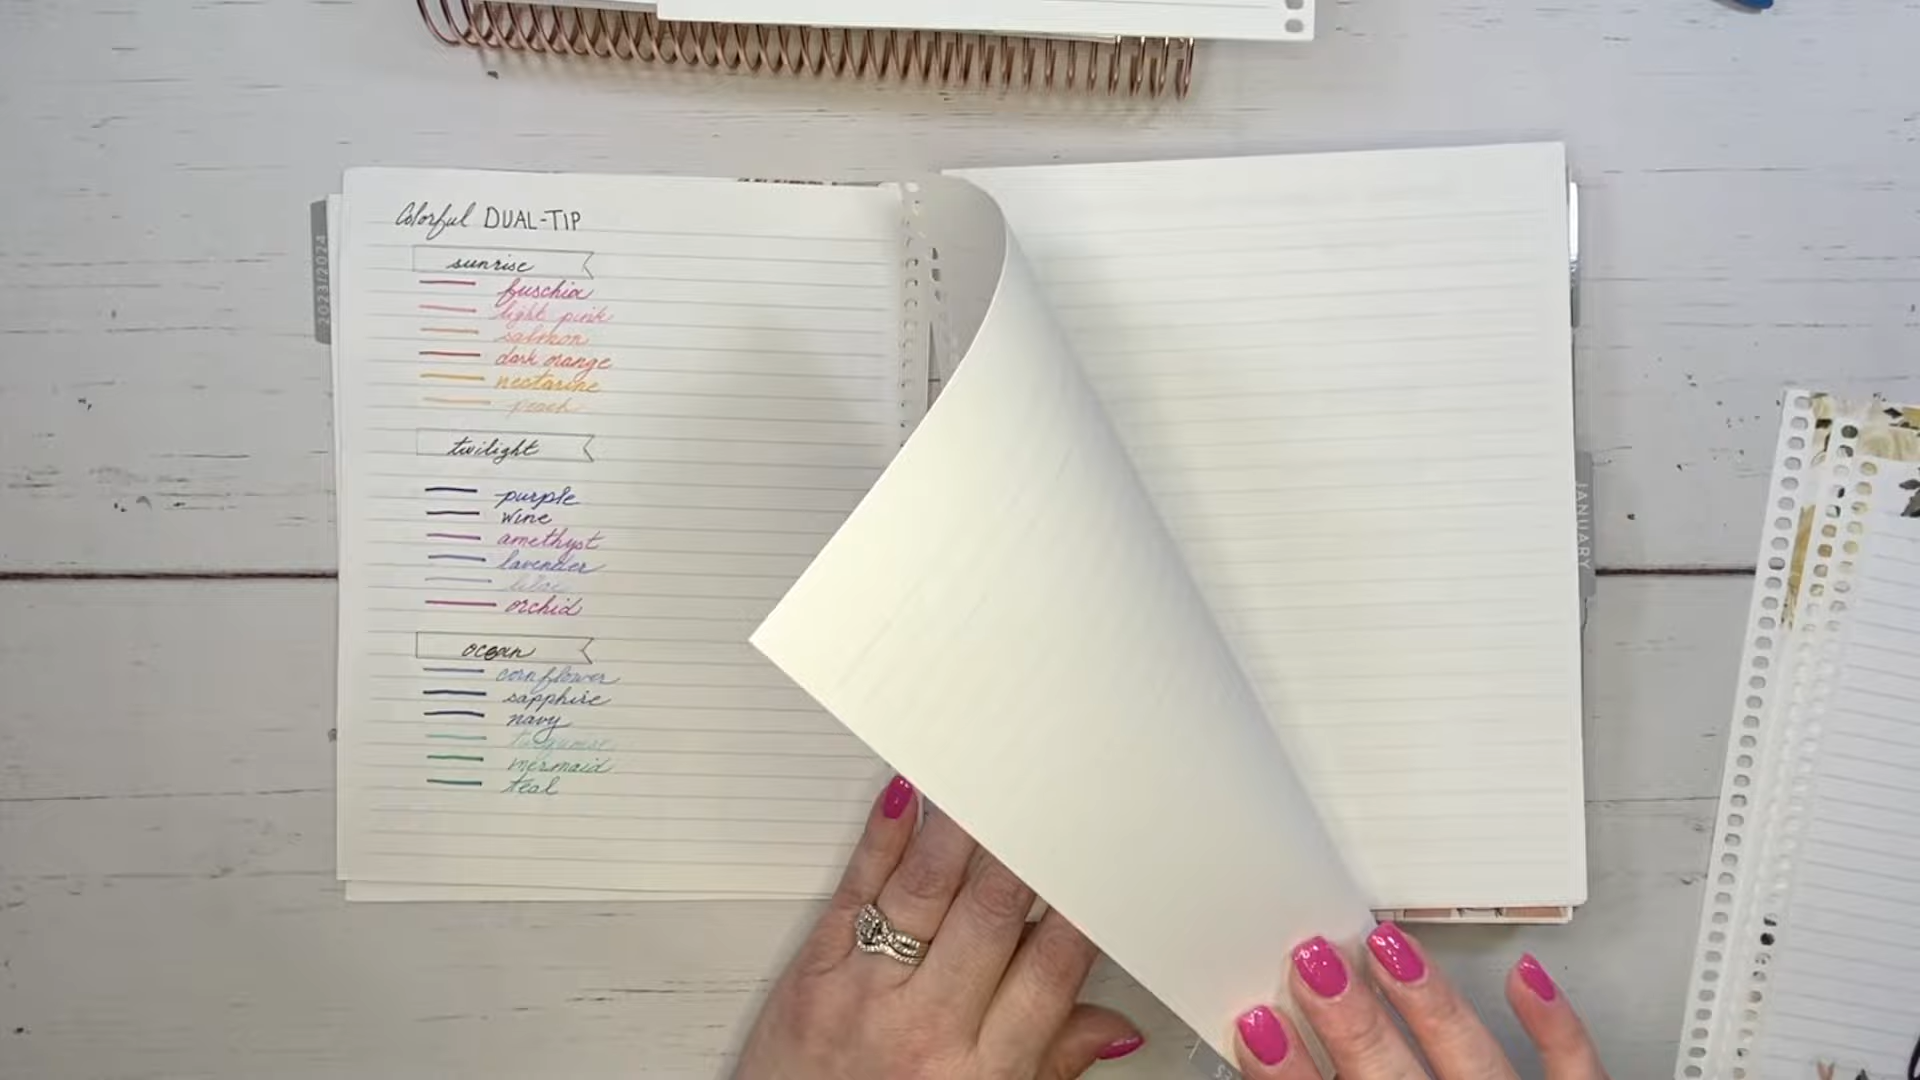 Colorful DUAL-TIP
sunrise
fuschia
light pink
salmon
dark orange
nectarine
peach
twilight
purple
wine
amethyst
lavender
lilac
orchid
ocean
cornflower
sapphire
navy
turquoise
mermaid
teal
2023/2024
JANUARY